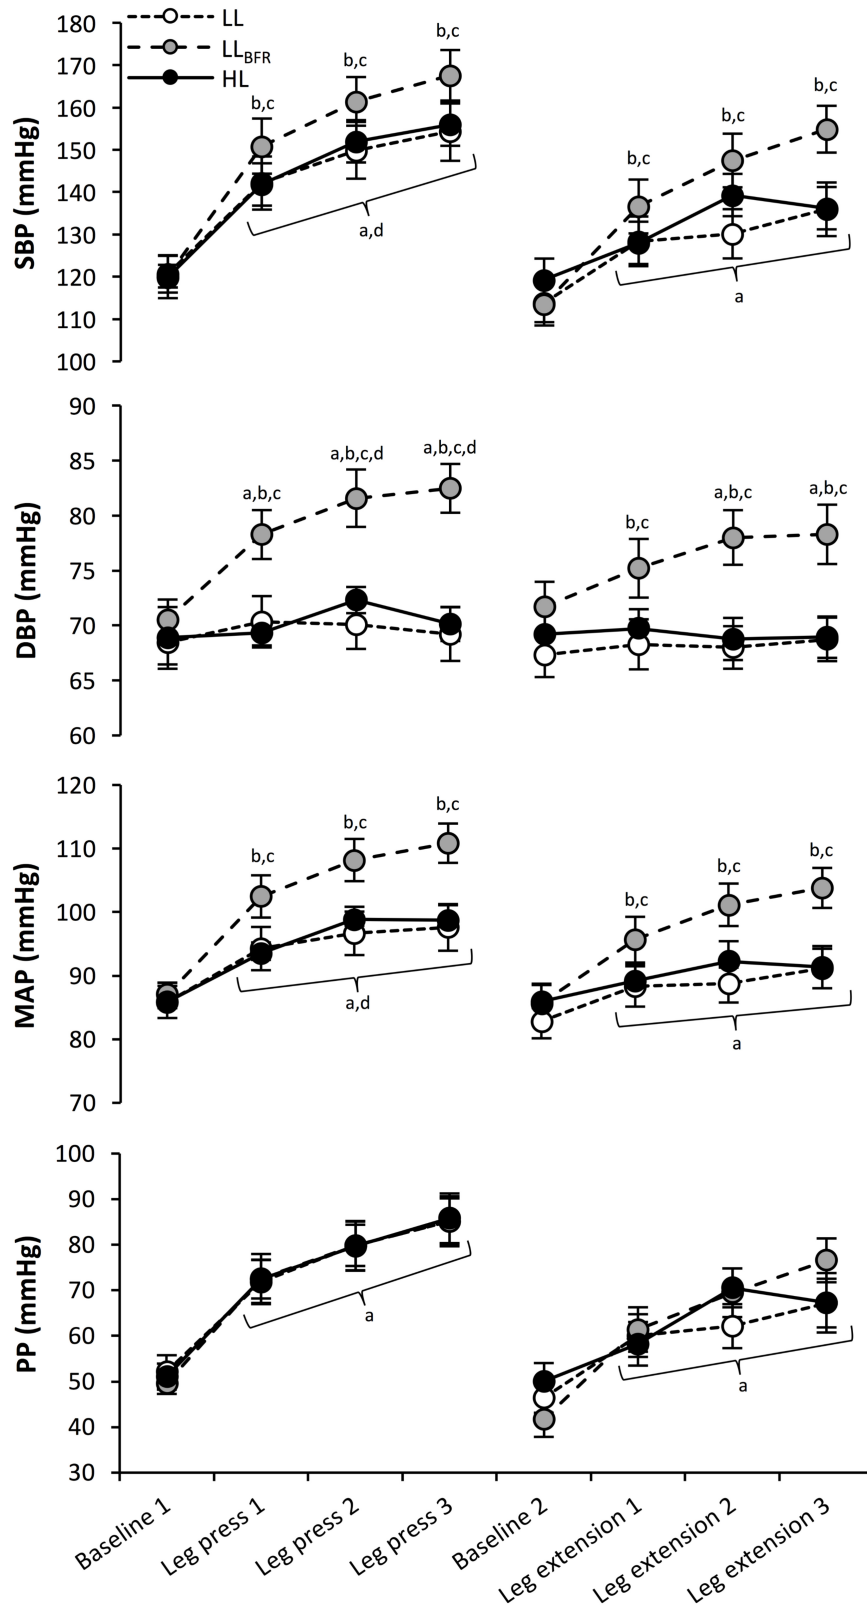 LL
LLBFR
HL
SBP (mmHg)
180
170
160
150
140
130
120
110
100
b,c
b,c
b,c
a,d
b,c
b,c
b,c
a
DBP (mmHg)
90
85
80
75
70
65
60
a,b,c
a,b,c,d
a,b,c,d
b,c
a,b,c
a,b,c
MAP (mmHg)
120
110
100
90
80
70
b,c
b,c
b,c
a,d
b,c
b,c
b,c
a
PP (mmHg)
100
90
80
70
60
50
40
30
a
a
Baseline 1
Leg press 1
Leg press 2
Leg press 3
Baseline 2
Leg extension 1
Leg extension 2
Leg extension 3